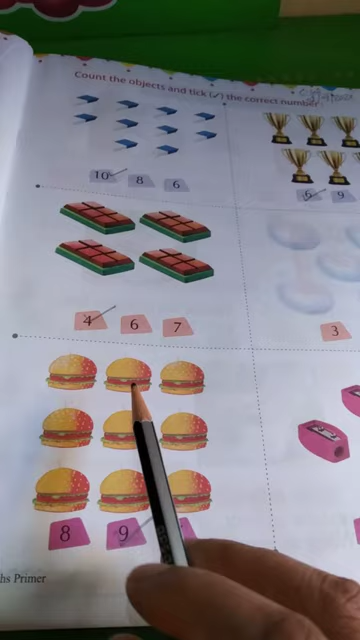 Count the objects and tick (✓) the correct number.
10 8 6
6 9
4 6 7
3
8 9
hs Primer